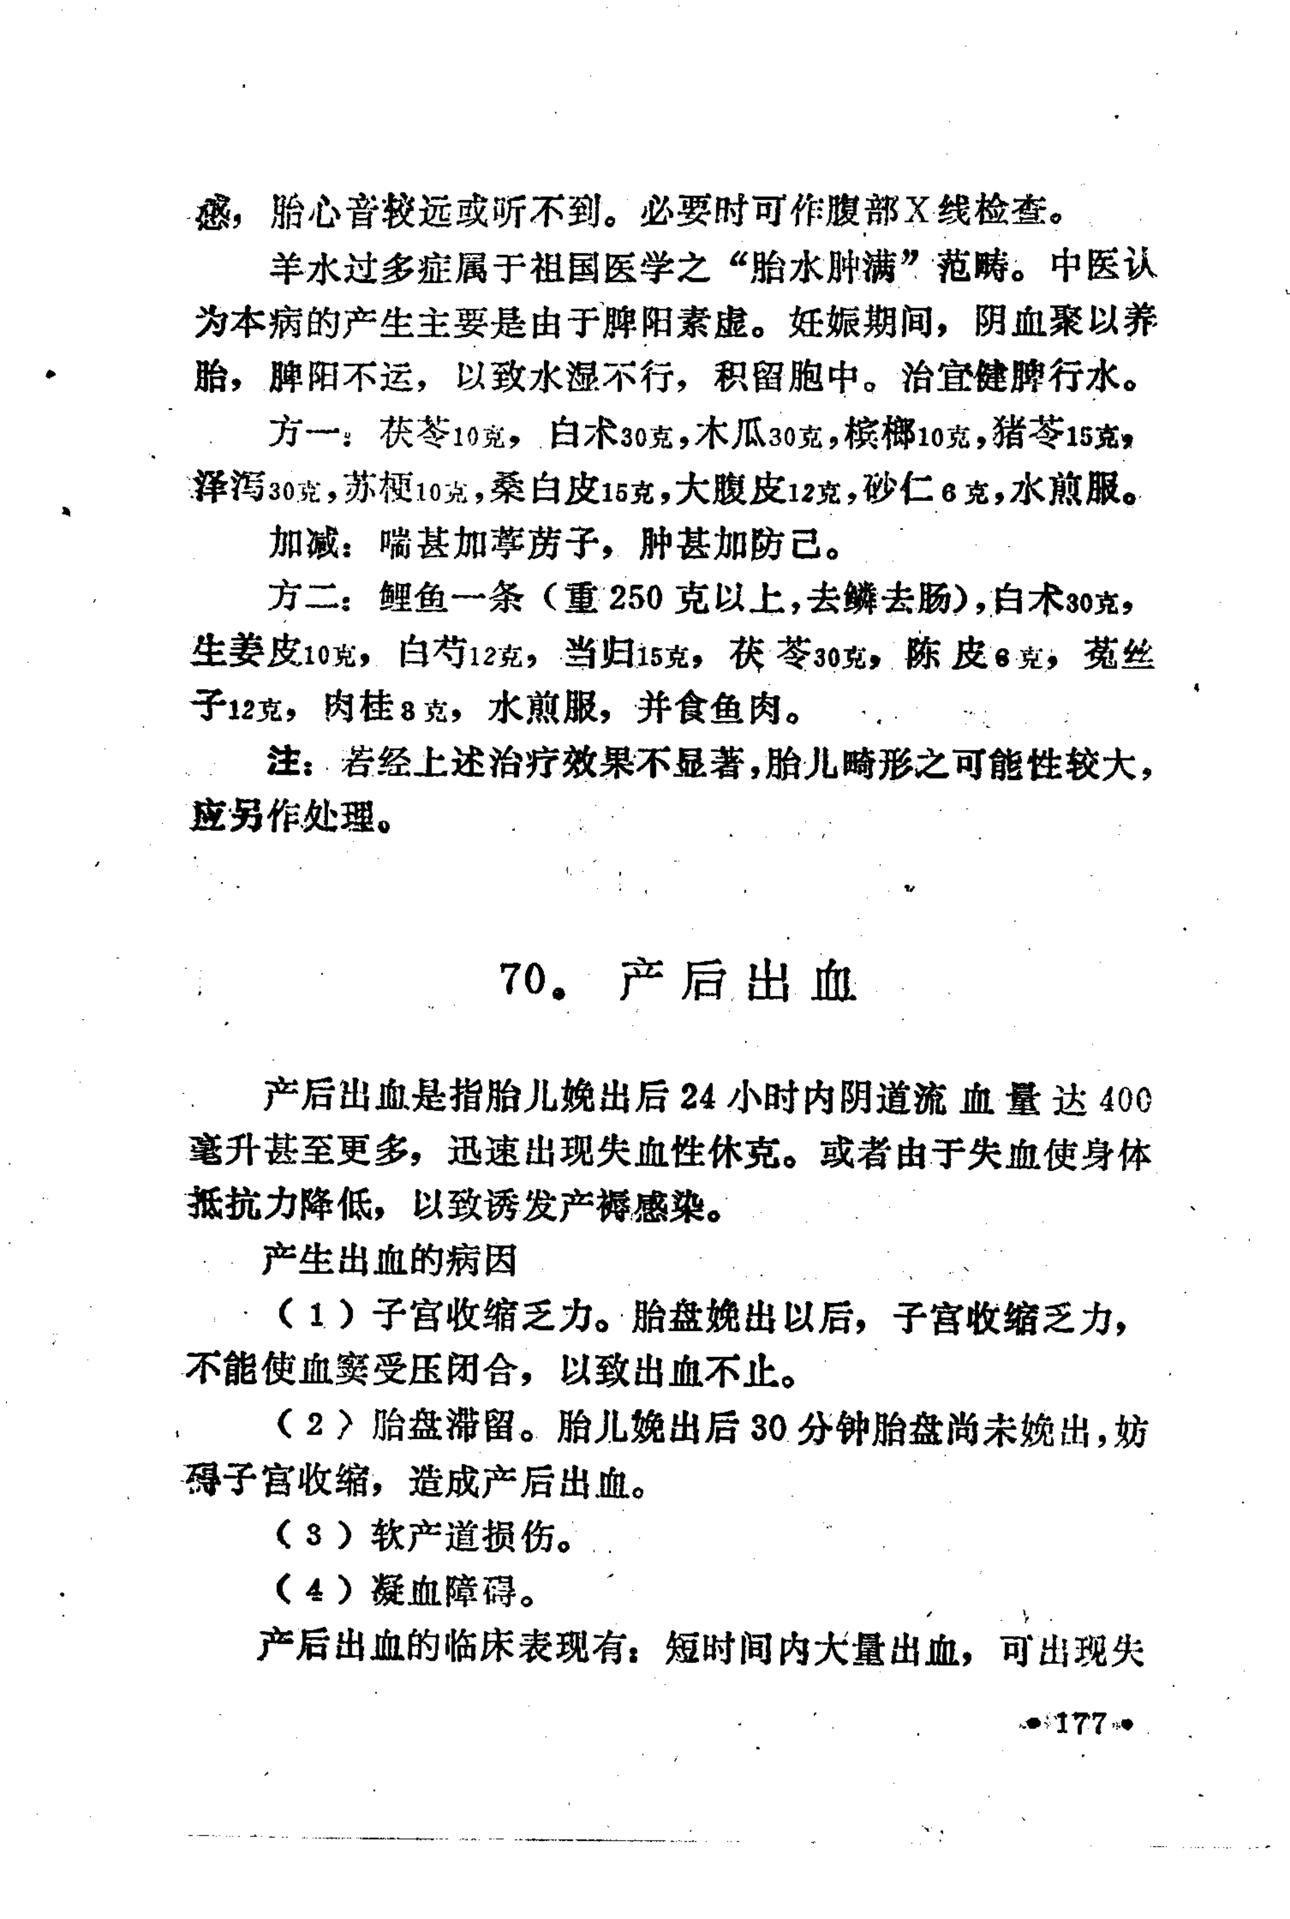 感，胎心音较远或听不到。必要时可作腹部X线检查。
羊水过多症属于祖国医学之“胎水肿满”范畴。中医认
为本病的产生主要是由于脾阳素虚。妊娠期间，阴血聚以养
胎，脾阳不运，以致水湿不行，积留胞中。治宜健脾行水。
方一：茯苓10克，白术30克，木瓜30克，槟榔10克，猪苓15克，
泽泻30克，苏梗10克，桑白皮15克，大腹皮12克，砂仁6克，水煎服。
加减：喘甚加葶苈子，肿甚加防己。
方二：鲤鱼一条（重250克以上，去鳞去肠），白术30克，
生姜皮10克，白芍12克，当归15克，茯苓30克，陈皮6克，菟丝
子12克，肉桂8克，水煎服，并食鱼肉。
注：若经上述治疗效果不显著，胎儿畸形之可能性较大，
应另作处理。
70．产后出血
产后出血是指胎儿娩出后24小时内阴道流血量达400
毫升甚至更多，迅速出现失血性休克。或者由于失血使身体
抵抗力降低，以致诱发产褥感染。
产生出血的病因
（1）子宫收缩乏力。胎盘娩出以后，子宫收缩乏力，
不能使血窦受压闭合，以致出血不止。
（2）胎盘滞留。胎儿娩出后30分钟胎盘尚未娩出，妨
碍子宫收缩，造成产后出血。
（3）软产道损伤。
（4）凝血障碍。
产后出血的临床表现有：短时间内大量出血，可出现失
•177•